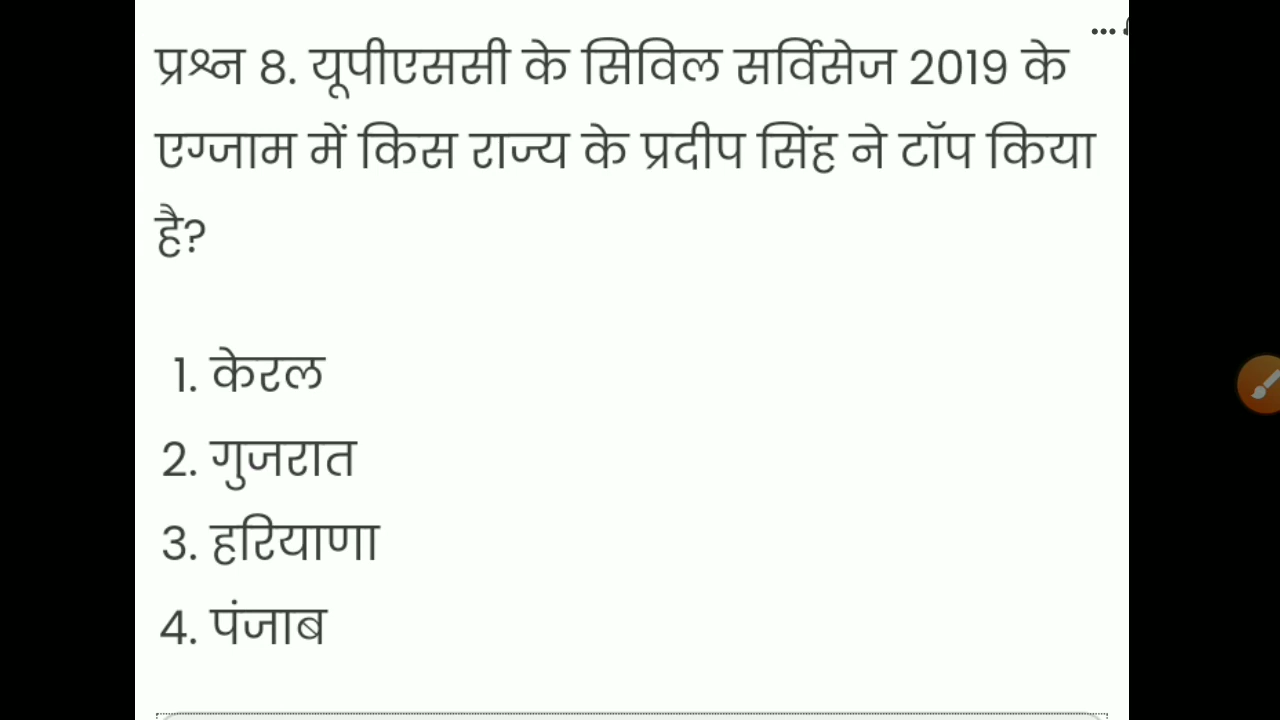 प्रश्न 8. यूपीएससी के सिविल सर्विसेज 2019 के
एग्जाम में किस राज्य के प्रदीप सिंह ने टॉप किया
है?
1. केरल
2. गुजरात
3. हरियाणा
4. पंजाब